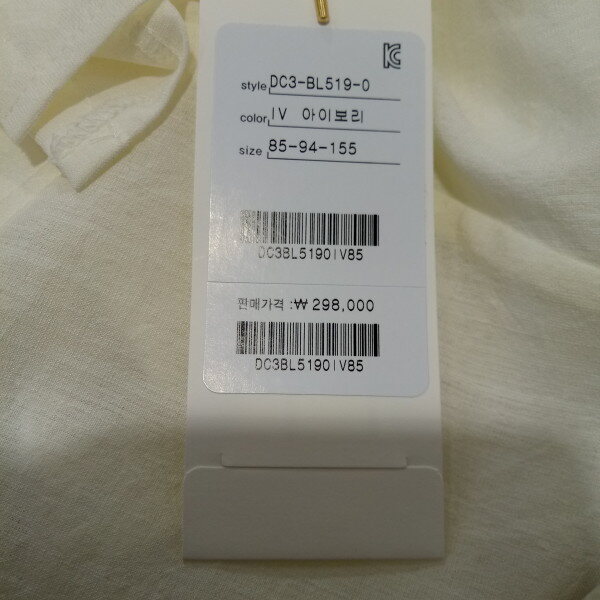 KC
style DC3-BL519-0
color IV 아이보리
size 85-94-155
DC3BL5190IV85
판매가격 :₩ 298,000
DC3BL5190IV85